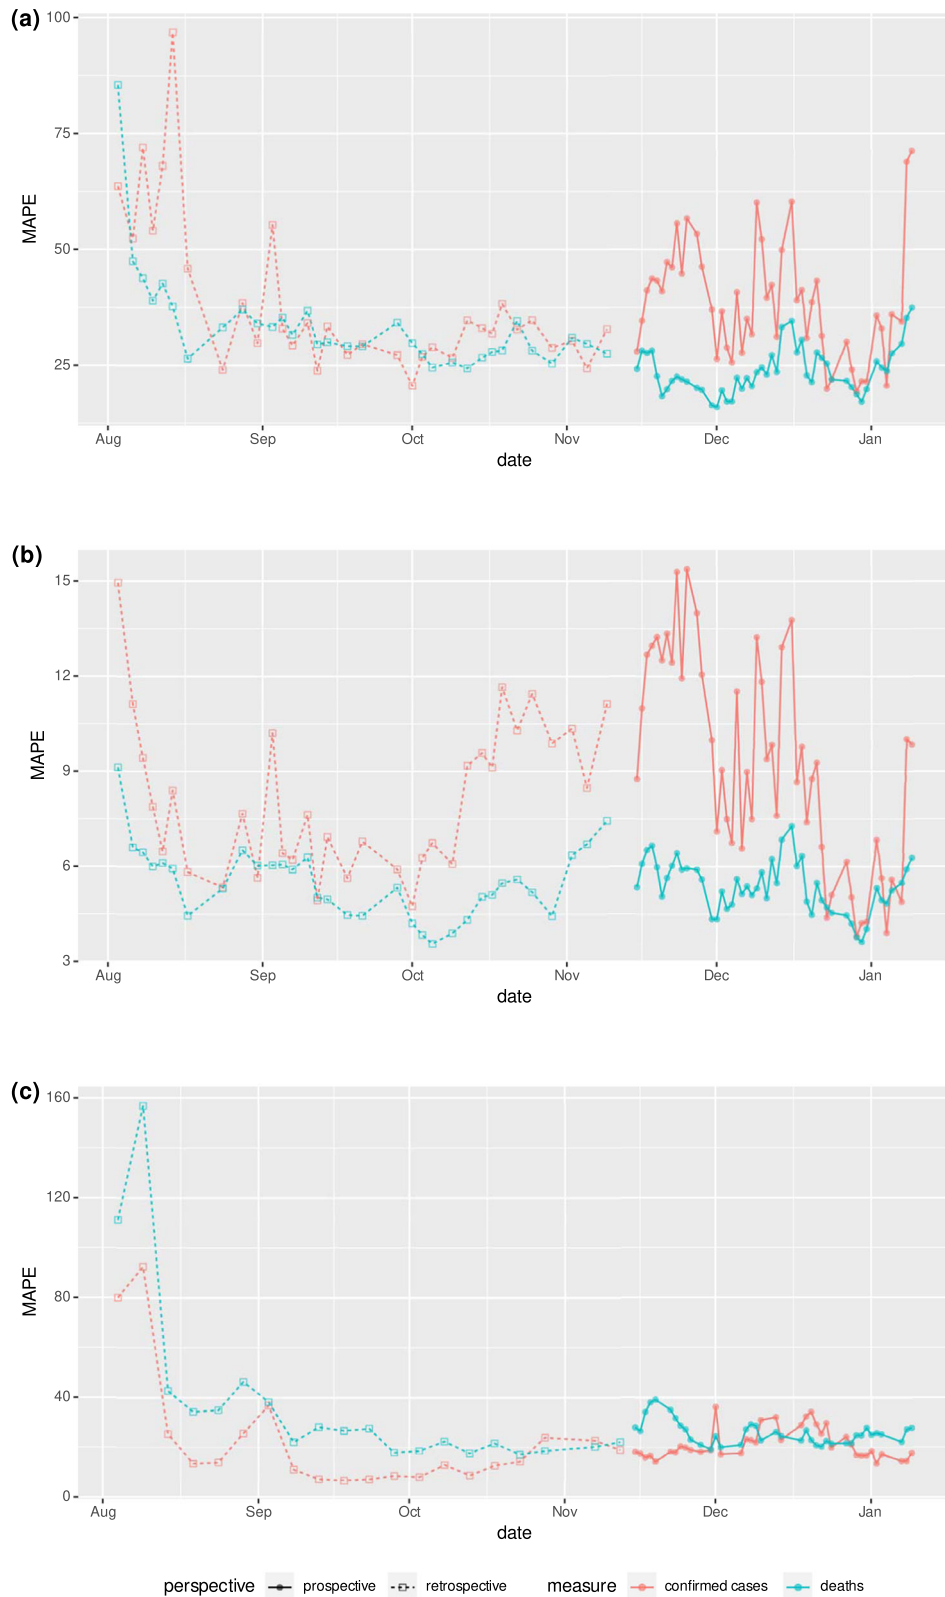 (a)
100
75
50
25
MAPE
Aug Sep Oct Nov Dec Jan
date
(b)
15
12
9
6
3
MAPE
Aug Sep Oct Nov Dec Jan
date
(c)
160
120
80
40
0
MAPE
Aug Sep Oct Nov Dec Jan
date
perspective prospective retrospective measure confirmed cases deaths